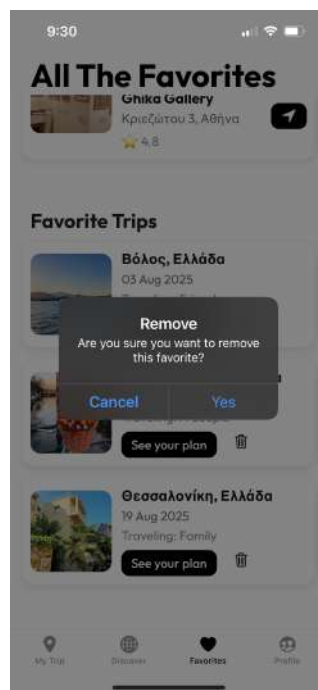 9:30
All The Favorites
Ghika Gallery
Κριεζώτου 3, Αθήνα
4,8
Favorite Trips
Βόλος, Ελλάδα
03 Aug 2025
Remove
Are you sure you want to remove
this favorite?
Cancel
Yes
See your plan
Θεσσαλονίκη, Ελλάδα
19 Aug 2025
Traveling: Family
See your plan
My Trip
Discover
Favorites
Profile